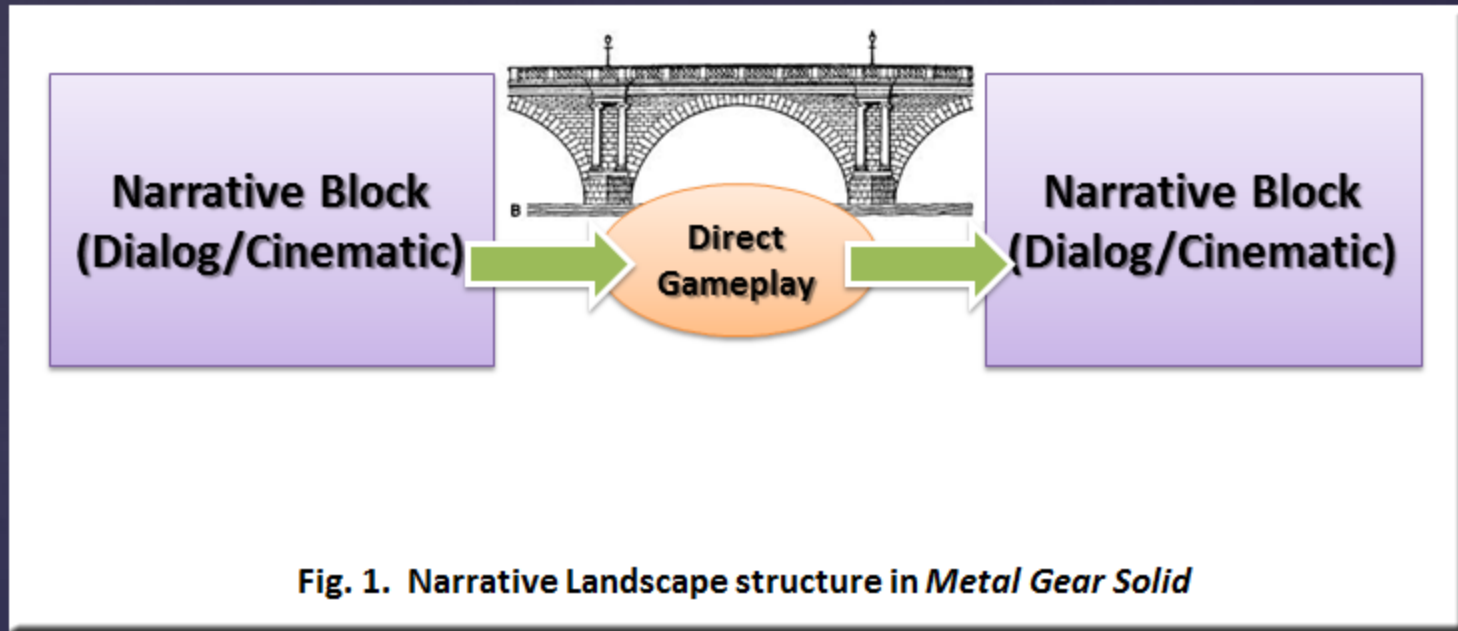 Narrative Block
(Dialog/Cinematic)
B
Direct
Gameplay
Narrative Block
(Dialog/Cinematic)
Fig. 1. Narrative Landscape structure in Metal Gear Solid